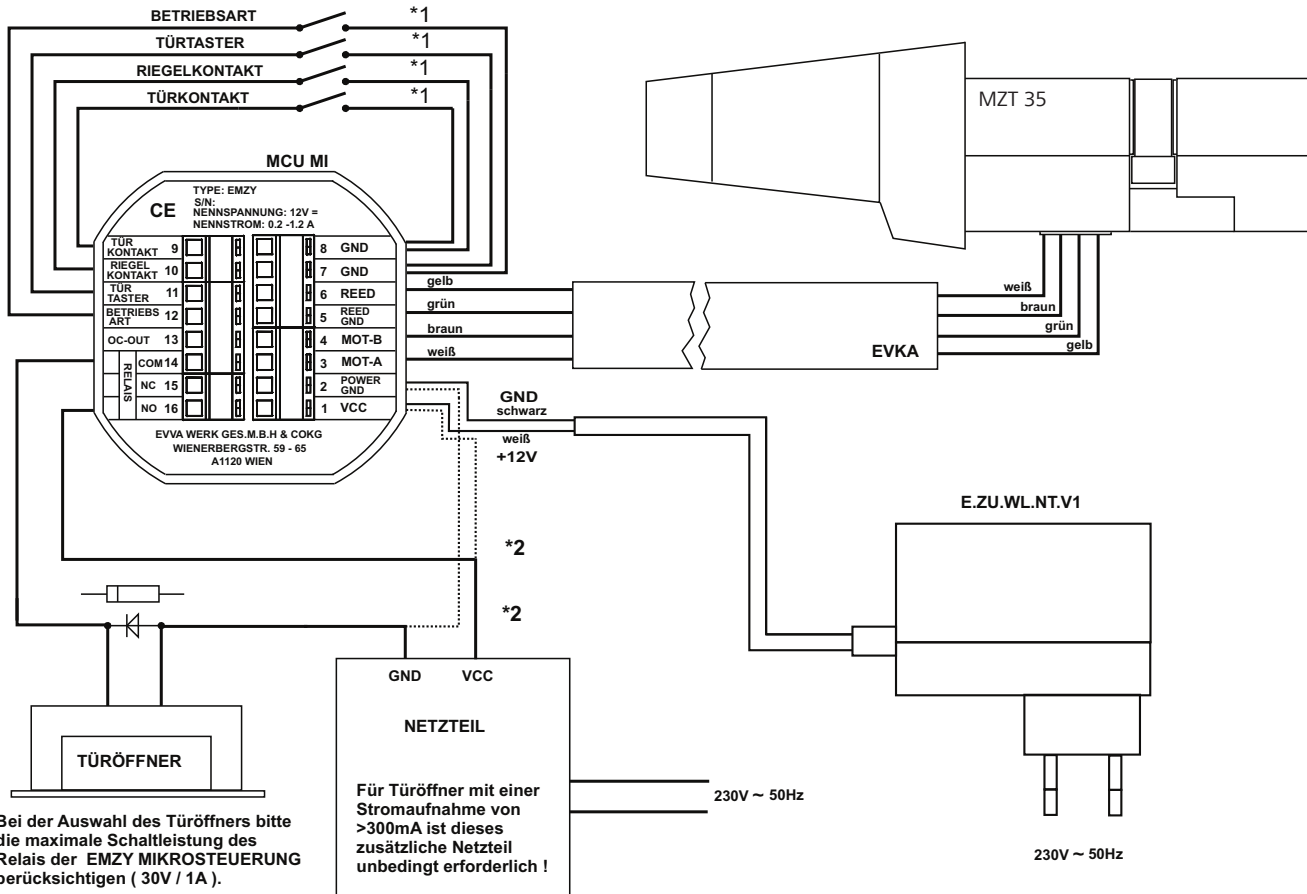 BETRIEBSART *1
TÜRTASTER *1
RIEGELKONTAKT *1
TÜRKONTAKT *1
MZT 35
MCU MI
TYPE: EMZY
S/N:
CE
NENNSPANNUNG: 12V =
NENNSTROM: 0.2 -1.2 A
TÜR
KONTAKT 9
RIEGEL
KONTAKT 10
TÜR
TASTER 11
BETRIEBS
ART 12
OC-OUT 13
RELAIS
COM 14
NC 15
NO 16
8 GND
7 GND
6 REED
5 REED
GND
4 MOT-B
3 MOT-A
2 POWER
GND
1 VCC
EVVA WERK GES.M.B.H & COKG
WIENERBERGSTR. 59 - 65
A1120 WIEN
gelb
grün
braun
weiß
EVKA
weiß
braun
grün
gelb
GND
schwarz
weiß
+12V
E.ZU.WL.NT.V1
*2
*2
GND VCC
NETZTEIL
Für Türöffner mit einer
Stromaufnahme von
>300mA ist dieses
zusätzliche Netzteil
unbedingt erforderlich !
230V ~ 50Hz
230V ~ 50Hz
TÜRÖFFNER
Bei der Auswahl des Türöffners bitte
die maximale Schaltleistung des
Relais der EMZY MIKROSTEUERUNG
berücksichtigen ( 30V / 1A ).